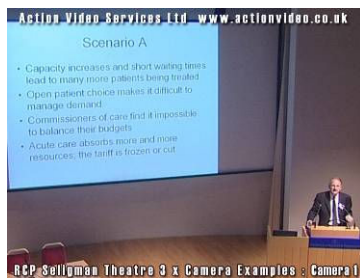 Action Video Services Ltd www.actionvideo.co.uk
Scenario A
• Capacity increases and short waiting times
lead to many more patients being treated
• Open patient choice makes it difficult to
manage demand
• Commissioners of care find it impossible
to balance their budgets
• Acute care absorbs more and more
resources, the tariff is frozen or cut
RCP Seligman Theatre 3 x Camera Examples : Camera